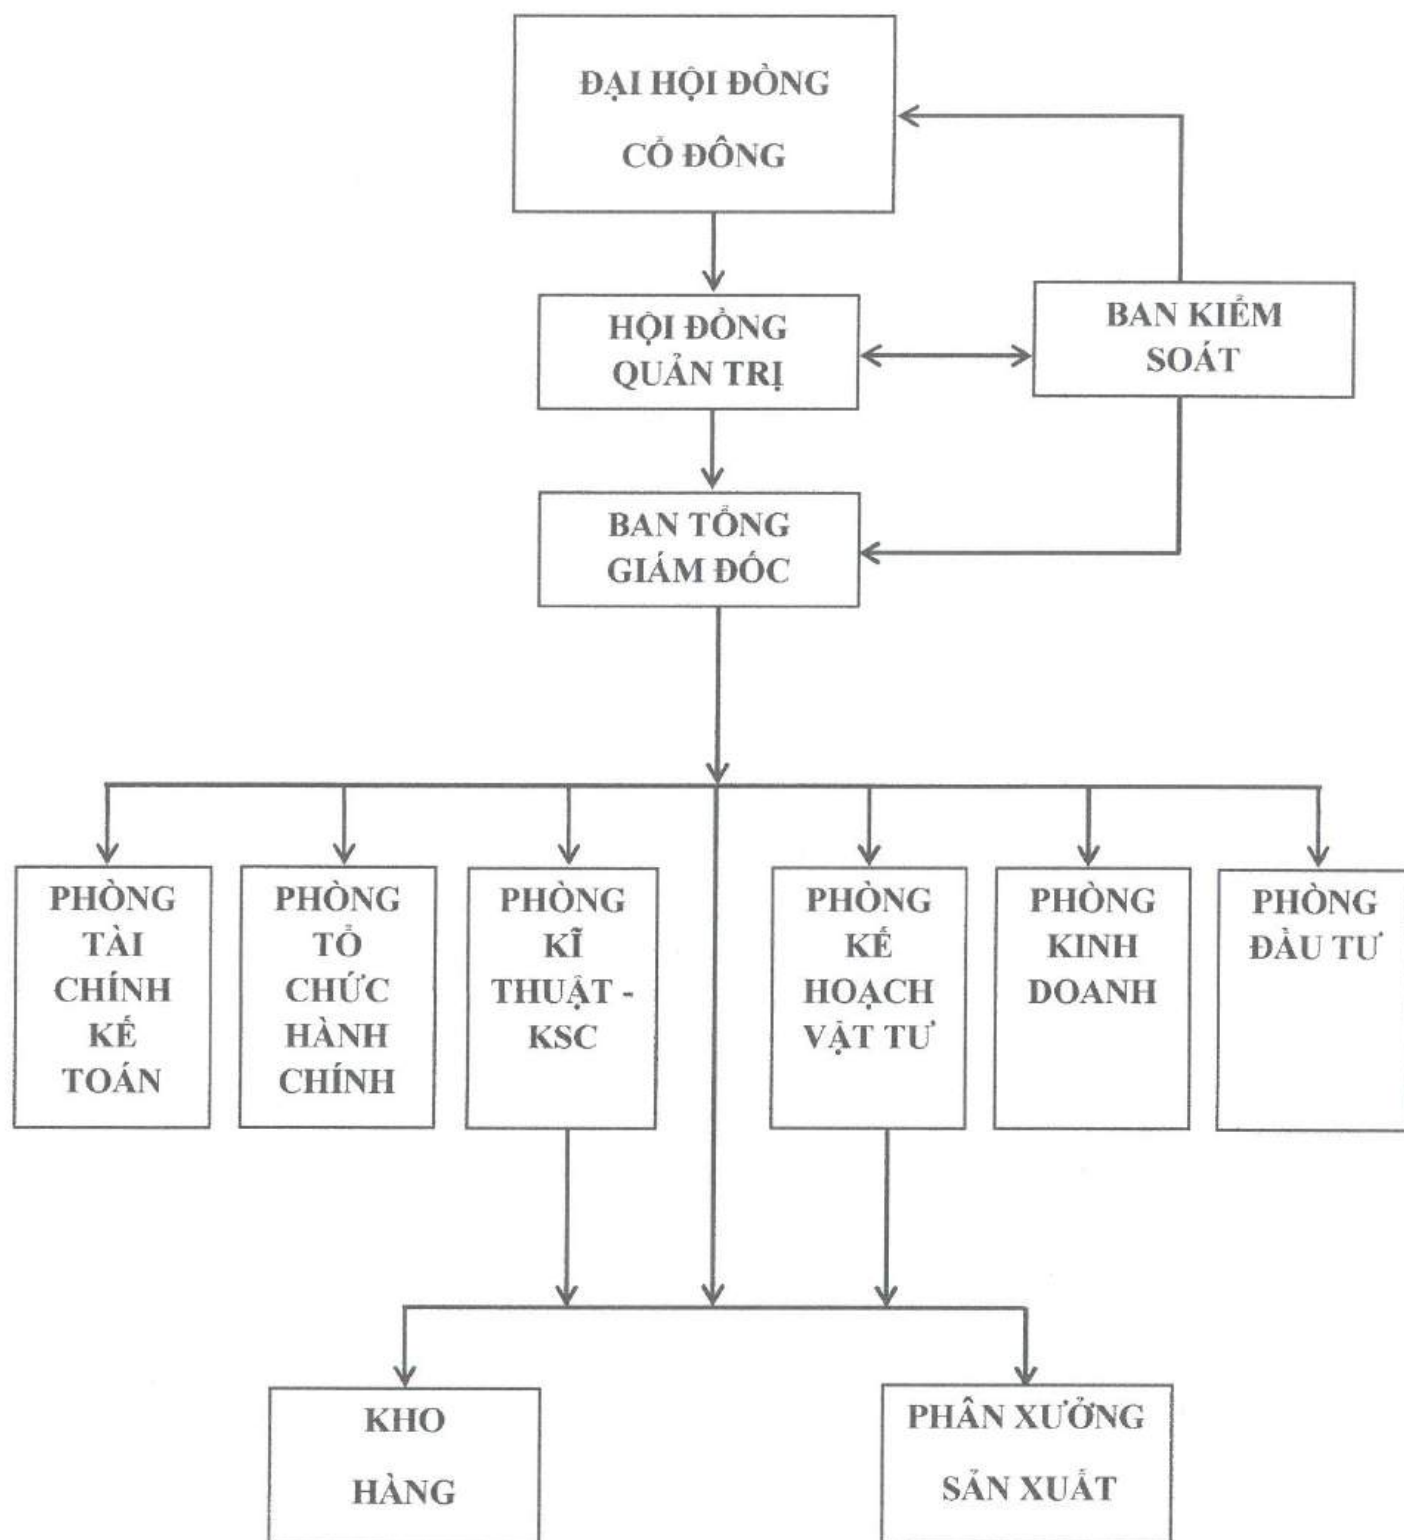 ĐẠI HỘI ĐỒNG
CỔ ĐÔNG
HỘI ĐỒNG
QUẢN TRỊ
BAN KIỂM
SOÁT
BAN TỔNG
GIÁM ĐỐC
PHÒNG
TÀI
CHÍNH
KẾ
TOÁN
PHÒNG
TỔ
CHỨC
HÀNH
CHÍNH
PHÒNG
KĨ
THUẬT -
KSC
PHÒNG
KẾ
HOẠCH
VẬT TƯ
PHÒNG
KINH
DOANH
PHÒNG
ĐẦU TƯ
KHO
HÀNG
PHÂN XƯỞNG
SẢN XUẤT